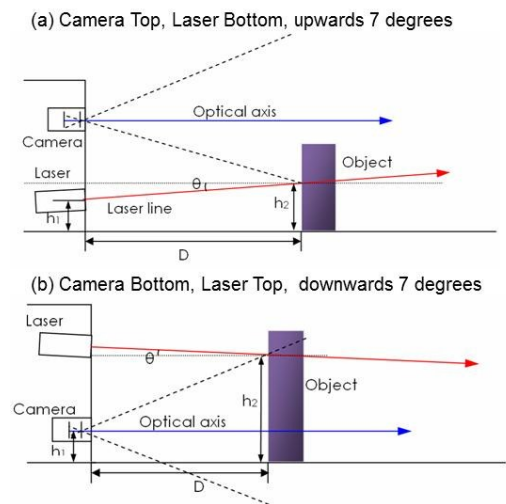 (a) Camera Top, Laser Bottom, upwards 7 degrees
Optical axis
Camera
Laser
Object
θ
h1
Laser line
h2
D
(b) Camera Bottom, Laser Top, downwards 7 degrees
Laser
θ
Object
Camera
h2
Optical axis
h1
D